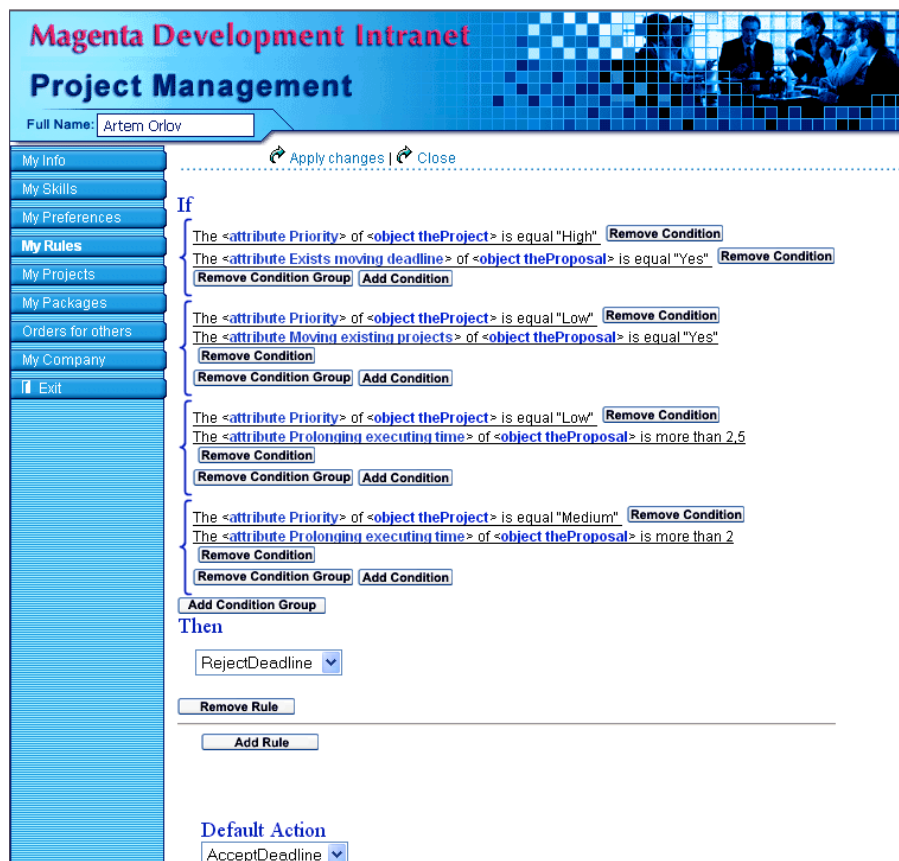 Magenta Development Intranet
Project Management
Full Name: Artem Orlov
My Info
My Skills
My Preferences
My Rules
My Projects
My Packages
Orders for others
My Company
Exit
Apply changes | Close
If
The <attribute Priority> of <object theProject> is equal "High" Remove Condition
The <attribute Exists moving deadline> of <object theProposal> is equal "Yes" Remove Condition
Remove Condition Group Add Condition
The <attribute Priority> of <object theProject> is equal "Low" Remove Condition
The <attribute Moving existing projects> of <object theProposal> is equal "Yes"
Remove Condition
Remove Condition Group Add Condition
The <attribute Priority> of <object theProject> is equal "Low" Remove Condition
The <attribute Prolonging executing time> of <object theProposal> is more than 2,5
Remove Condition
Remove Condition Group Add Condition
The <attribute Priority> of <object theProject> is equal "Medium" Remove Condition
The <attribute Prolonging executing time> of <object theProposal> is more than 2
Remove Condition
Remove Condition Group Add Condition
Add Condition Group
Then
RejectDeadline
Remove Rule
Add Rule
Default Action
AcceptDeadline